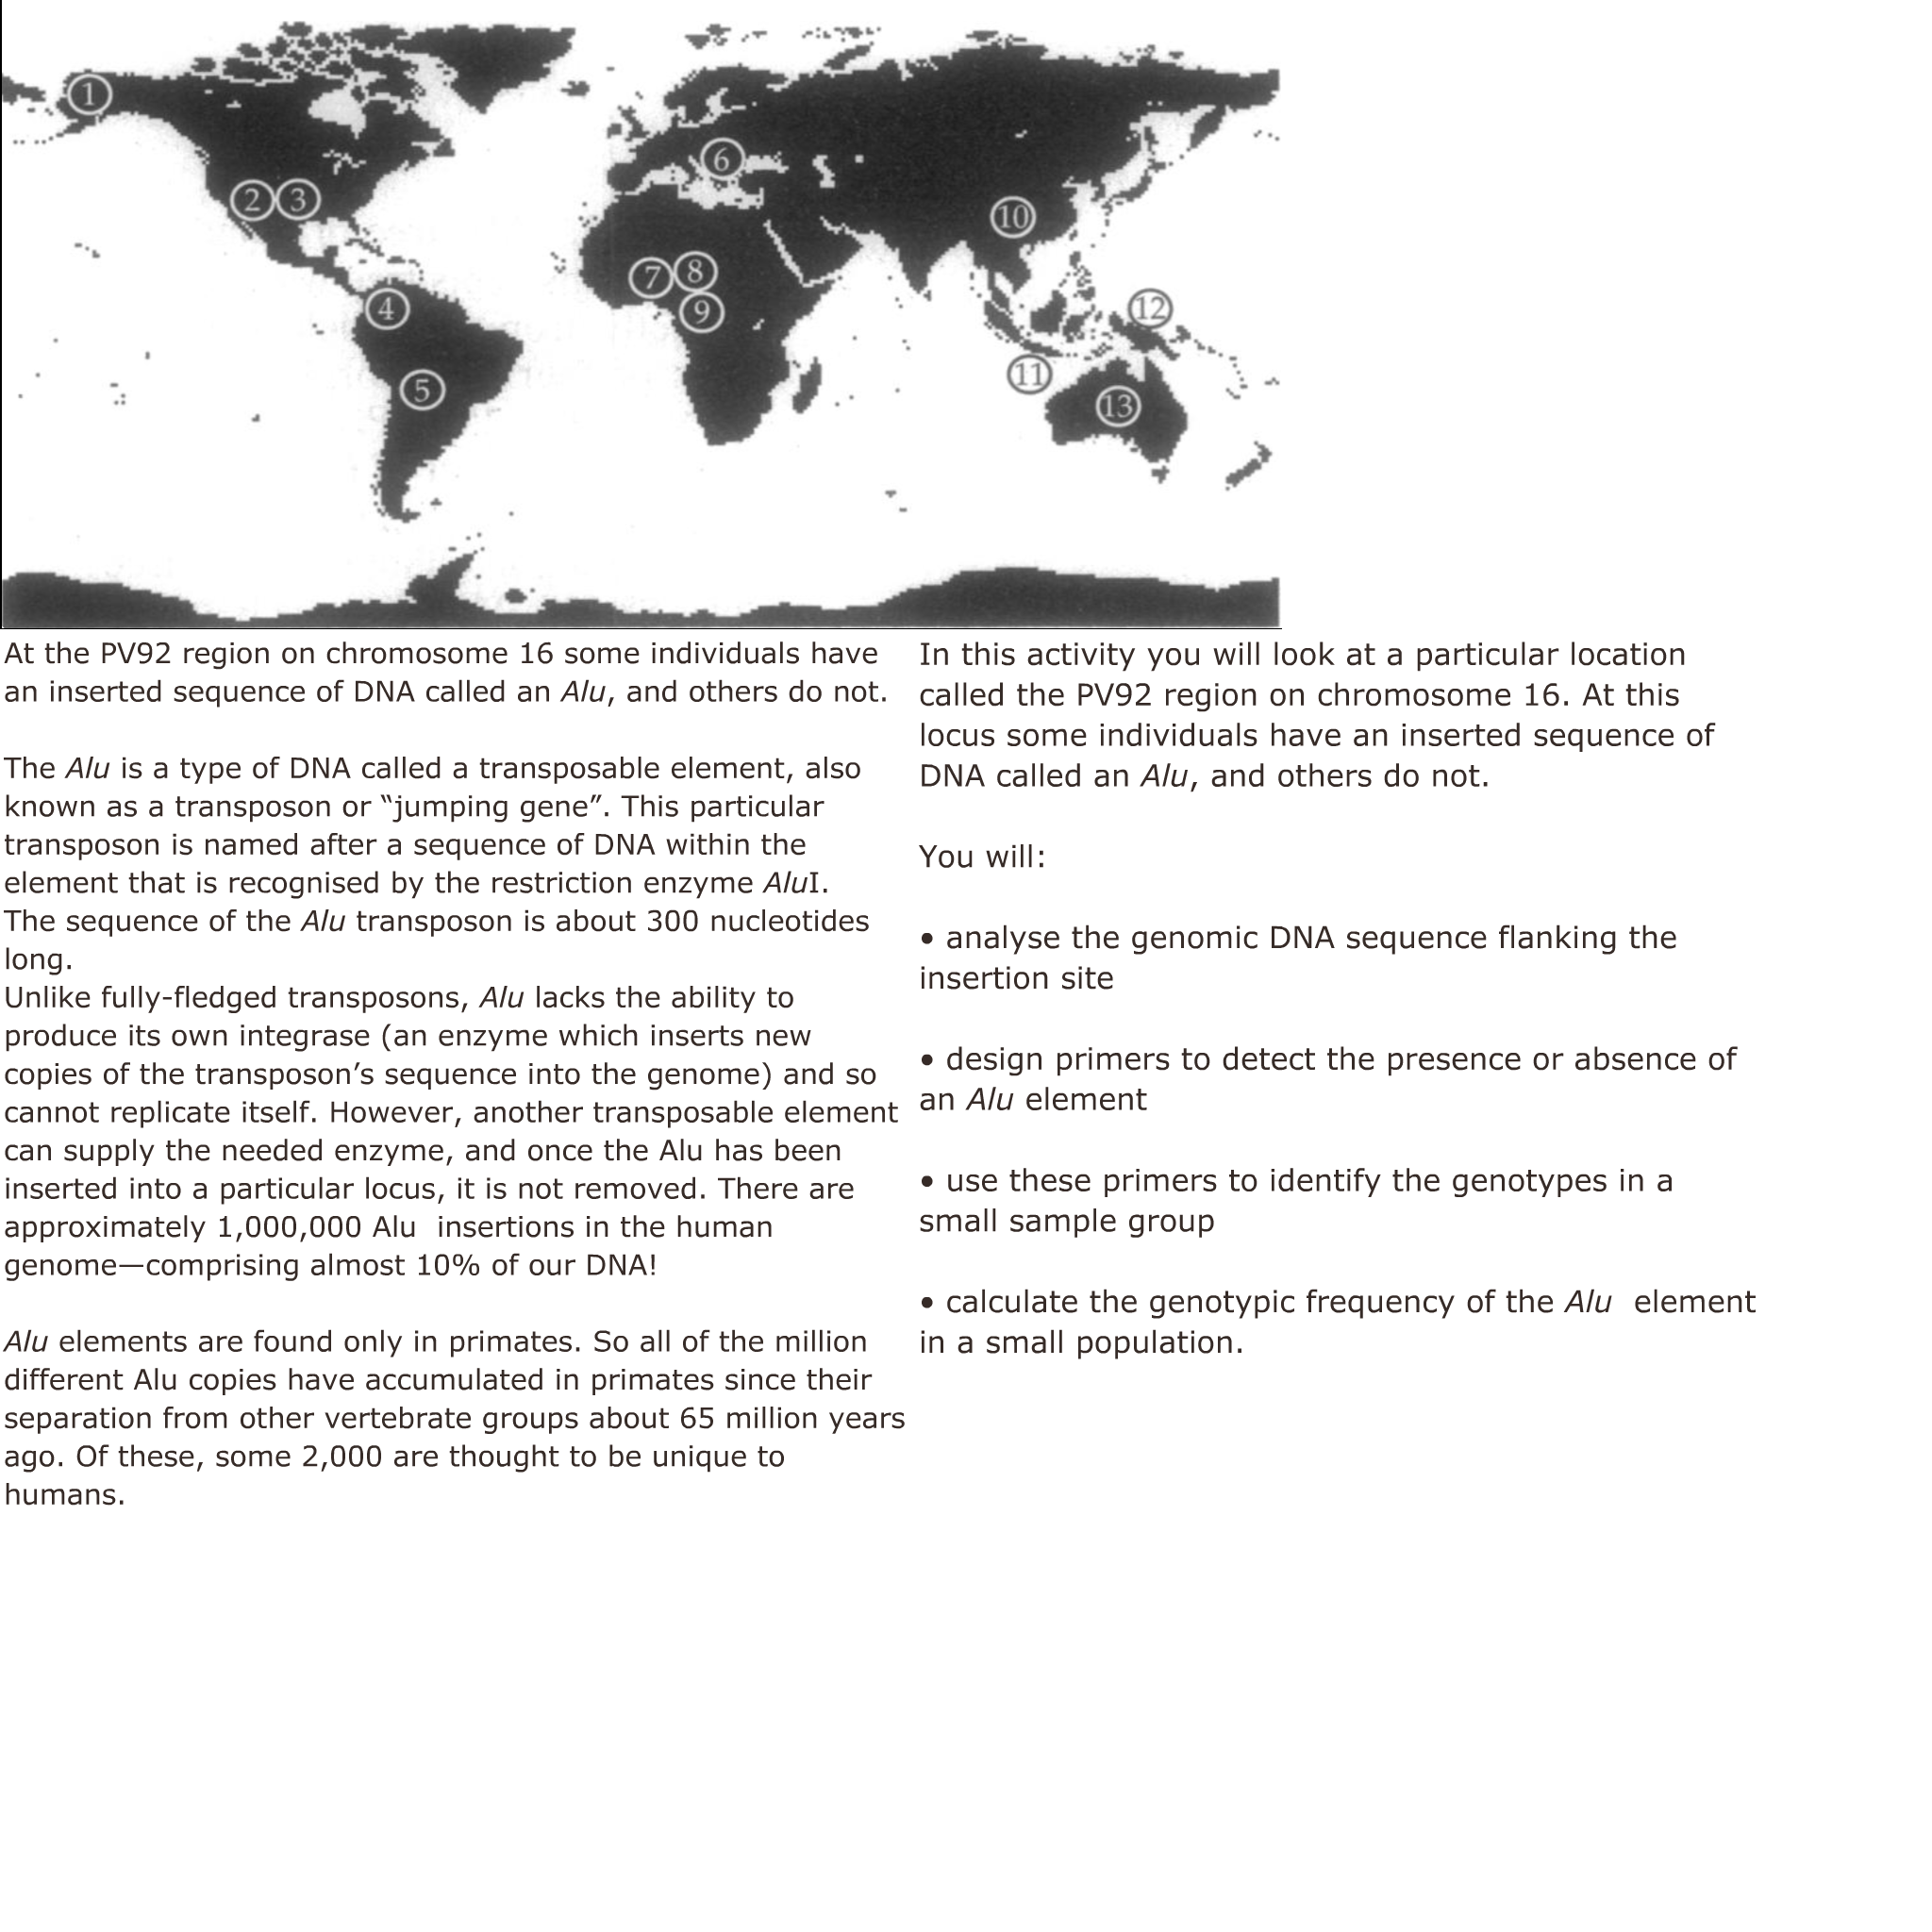 1
2
3
4
5
6
7
8
9
10
11
12
13
At the PV92 region on chromosome 16 some individuals have
an inserted sequence of DNA called an Alu, and others do not.
The Alu is a type of DNA called a transposable element, also
known as a transposon or “jumping gene”. This particular
transposon is named after a sequence of DNA within the
element that is recognised by the restriction enzyme AluI.
The sequence of the Alu transposon is about 300 nucleotides
long.
Unlike fully-fledged transposons, Alu lacks the ability to
produce its own integrase (an enzyme which inserts new
copies of the transposon’s sequence into the genome) and so
cannot replicate itself. However, another transposable element
can supply the needed enzyme, and once the Alu has been
inserted into a particular locus, it is not removed. There are
approximately 1,000,000 Alu  insertions in the human
genome—comprising almost 10% of our DNA!
Alu elements are found only in primates. So all of the million
different Alu copies have accumulated in primates since their
separation from other vertebrate groups about 65 million years
ago. Of these, some 2,000 are thought to be unique to
humans.
In this activity you will look at a particular location
called the PV92 region on chromosome 16. At this
locus some individuals have an inserted sequence of
DNA called an Alu, and others do not.
You will:
• analyse the genomic DNA sequence flanking the
insertion site
• design primers to detect the presence or absence of
an Alu element
• use these primers to identify the genotypes in a
small sample group
• calculate the genotypic frequency of the Alu  element
in a small population.